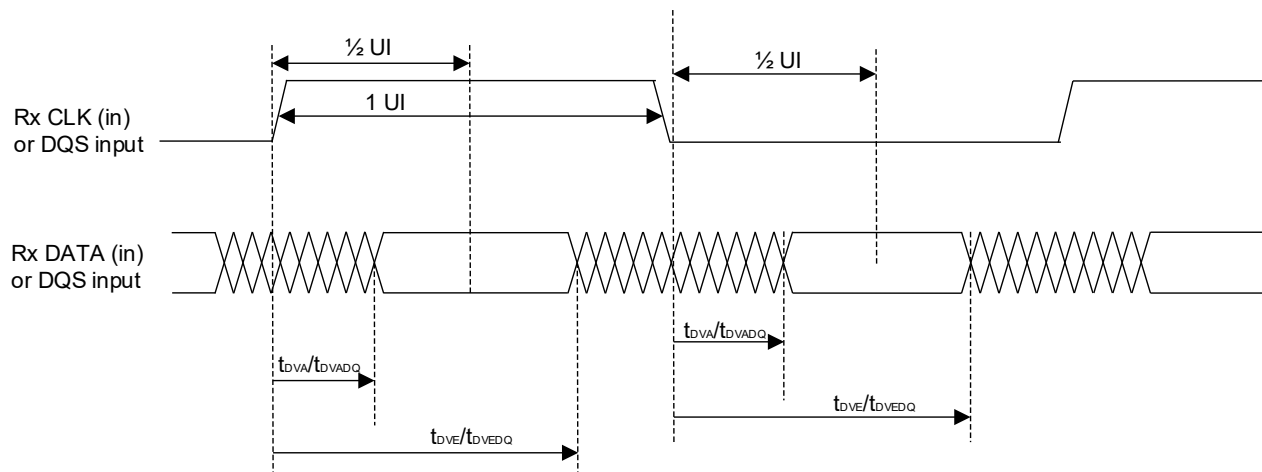 ½ UI
½ UI
1 UI
Rx CLK (in)
or DQS input
Rx DATA (in)
or DQS input
tDVA/tDVADQ
tDVA/tDVADQ
tDVE/tDVEDQ
tDVE/tDVEDQ